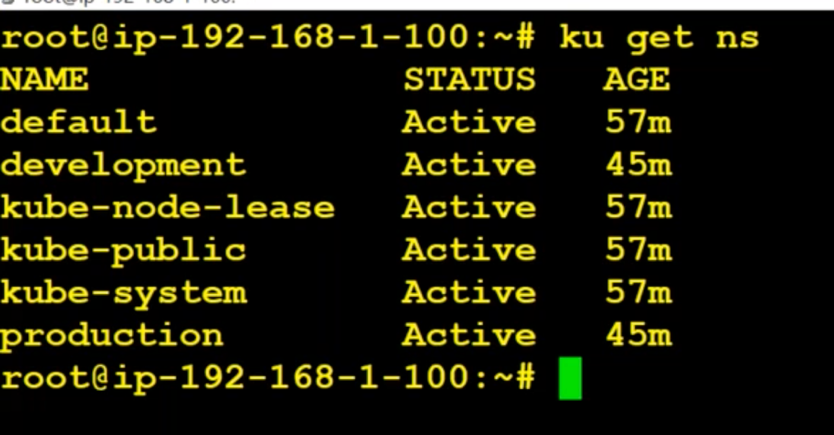 root@ip-192-168-1-100:~# ku get ns
NAME STATUS AGE
default Active 57m
development Active 45m
kube-node-lease Active 57m
kube-public Active 57m
kube-system Active 57m
production Active 45m
root@ip-192-168-1-100:~#